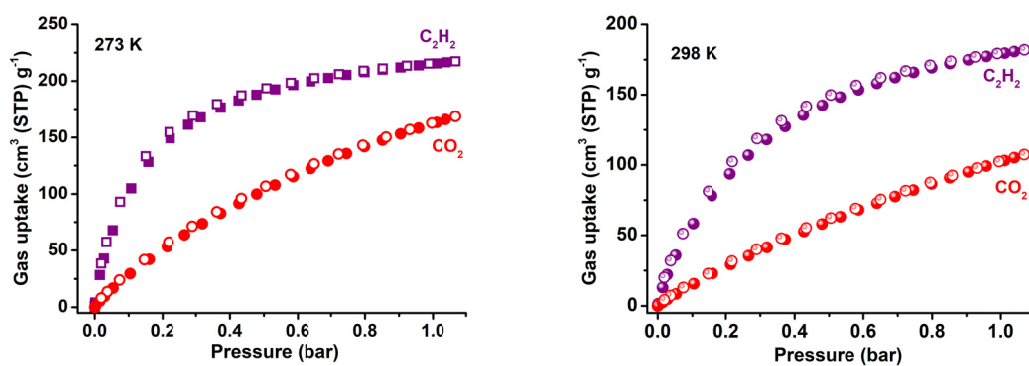 273 K
C₂H₂
CO₂
Gas uptake (cm³ (STP) g⁻¹)
250
200
150
100
50
0
0.0 0.2 0.4 0.6 0.8 1.0
Pressure (bar)
298 K
C₂H₂
CO₂
Gas uptake (cm³ (STP) g⁻¹)
200
150
100
50
0
0.0 0.2 0.4 0.6 0.8 1.0
Pressure (bar)